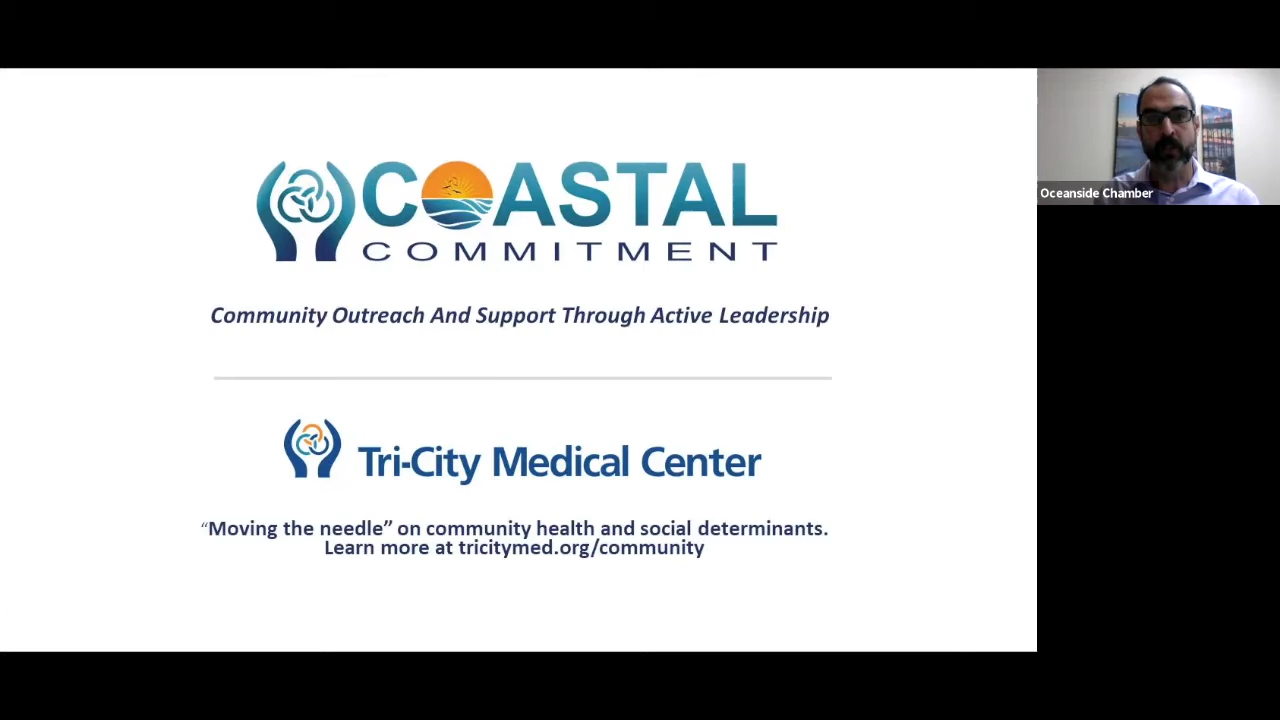 COASTAL
COMMITMENT
Community Outreach And Support Through Active Leadership
Tri-City Medical Center
“Moving the needle” on community health and social determinants.
Learn more at tricitymed.org/community
Oceanside Chamber